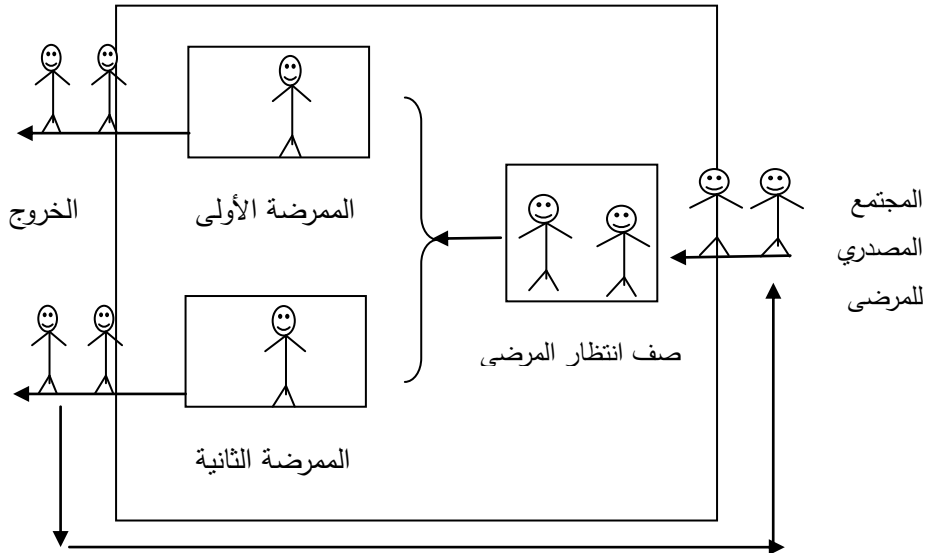 المجتمع
المصدري
للمرضى
صف انتظار المرضى
الممرضة الأولى
الخروج
الممرضة الثانية